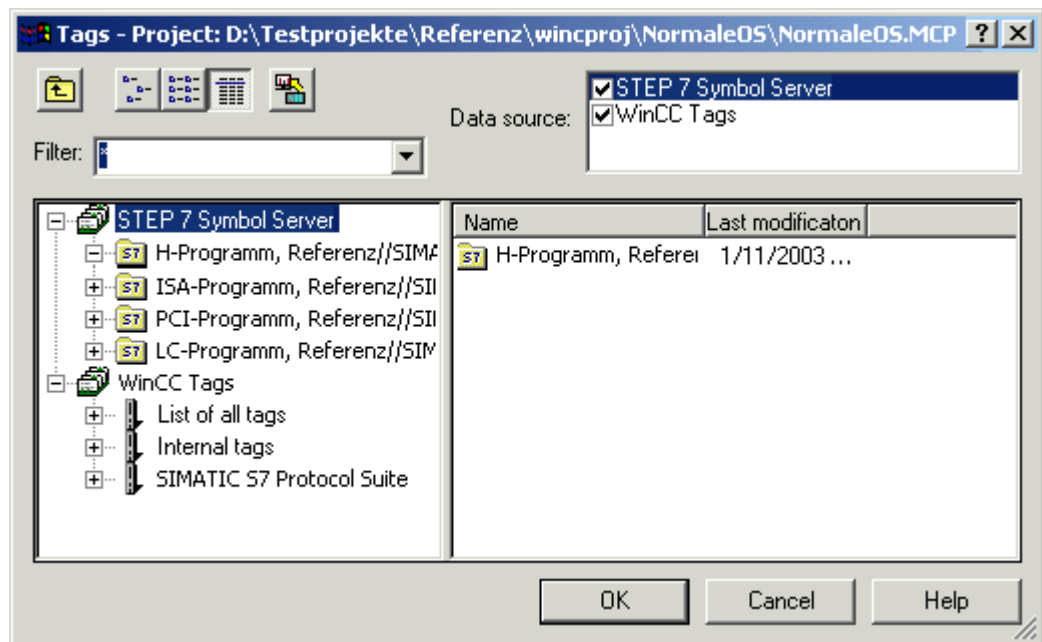 Tags - Project: D:\Testprojekte\Referenz\wincproj\NormaleOS\NormaleOS.MCP
Data source:
STEP 7 Symbol Server
WinCC Tags
Filter:
*
STEP 7 Symbol Server
H-Programm, Referenz//SIMA
ISA-Programm, Referenz//SII
PCI-Programm, Referenz//SII
LC-Programm, Referenz//SIM
WinCC Tags
List of all tags
Internal tags
SIMATIC S7 Protocol Suite
Name
Last modificaton
H-Programm, Referei
1/11/2003 ...
OK
Cancel
Help